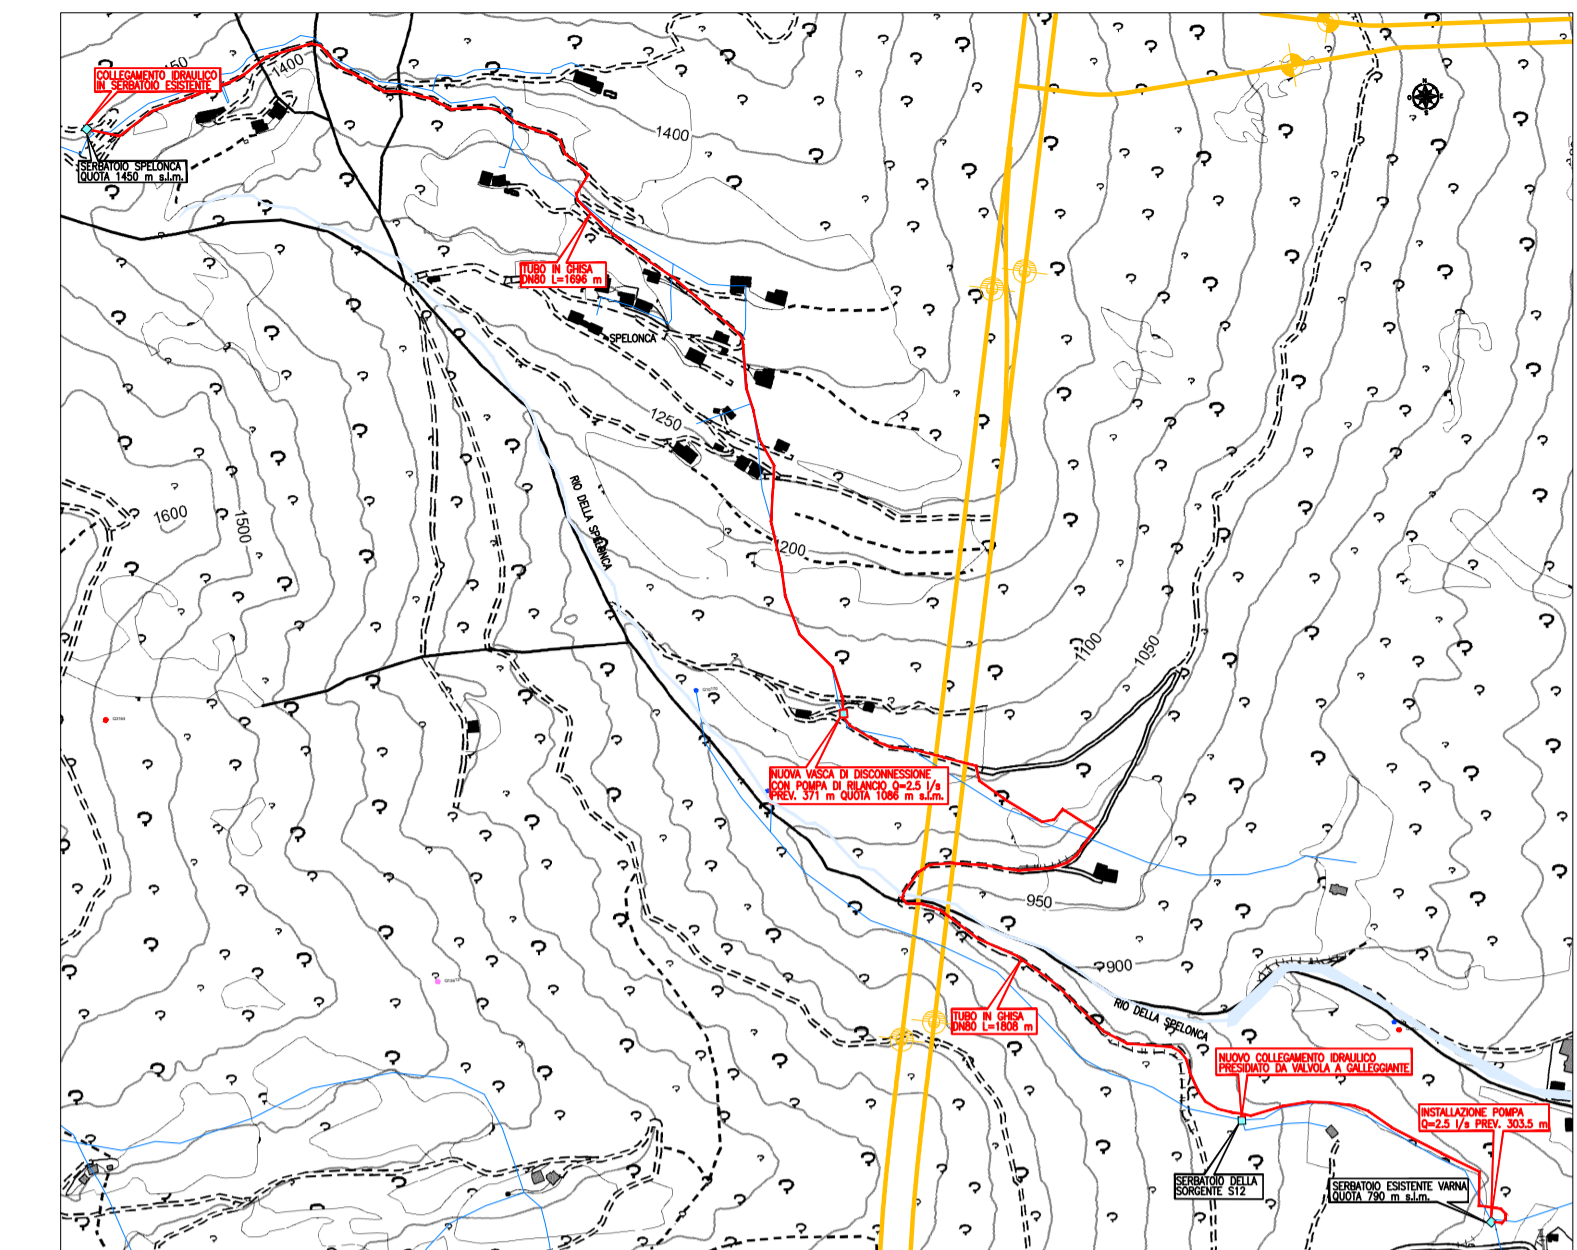 COLLEGAMENTO IDRAULICO
IN SERBATOIO ESISTENTE
1400
1400
SERBATOIO SPELONCA
QUOTA 1450 m s.l.m.
TUBO IN GHISA
DN80 L=1696 m
SPELONCA
1250
RIO DELLA SPELONCA
1600
1500
1200
1100
1050
NUOVA VASCA DI DISCONNESSIONE
CON POMPA DI RILANCIO Q=2.5 l/s
PREV. 371 m QUOTA 1086 m s.l.m.
950
900
TUBO IN GHISA
DN80 L=1808 m
RIO DELLA SPELONCA
NUOVO COLLEGAMENTO IDRAULICO
PRESIDIATO DA VALVOLA A GALLEGGIANTE
INSTALLAZIONE POMPA
Q=2.5 l/s PREV. 303.5 m
SERBATOIO DELLA
SORGENTE S12
SERBATOIO ESISTENTE VARNA
QUOTA 790 m s.l.m.